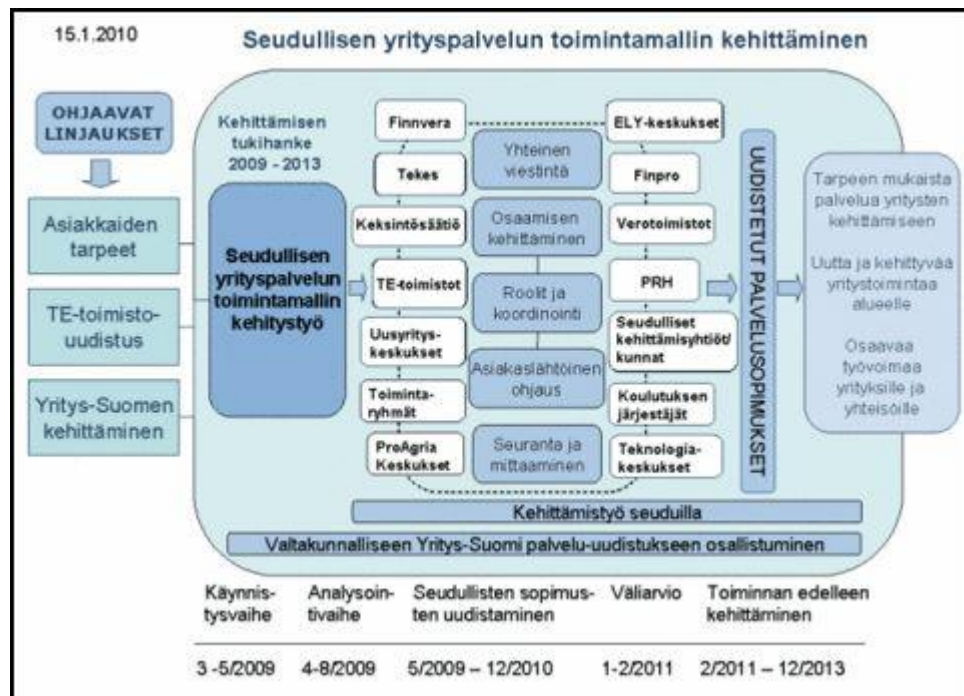 15.1.2010
Seudullisen yrityspalvelun toimintamallin kehittäminen
OHJAAVAT
LINJAUKSET
Asiakkaiden
tarpeet
TE-toimisto-
uudistus
Yritys-Suomen
kehittäminen
Kehittämisen
tukihanke
2009 - 2013
Seudullisen
yrityspalvelun
toimintamallin
kehitystyö
Finnvera
Tekes
Keksintösäätiö
TE-toimistot
Uusyritys-
keskukset
Toiminta-
ryhmät
ProAgria
Keskukset
Yhteinen
viestintä
Osaamisen
kehittäminen
Roolit ja
koordinointi
Asiakaslähtöinen
ohjaus
Seuranta ja
mittaaminen
ELY-keskukset
Finpro
Verotoimistot
PRH
Seudulliset
kehittämisyhtiöt/
kunnat
Koulutuksen
järjestäjät
Teknologia-
keskukset
UUDISTETUT PALVELUSOPIMUKSET
Tarpeen mukaista
palvelua yritysten
kehittämiseen
Uutta ja kehittyvää
yritystoimintaa
alueelle
Osaavaa
työvoimaa
yrityksille ja
yhteisöille
Kehittämistyö seuduilla
Valtakunnalliseen Yritys-Suomi palvelu-uudistukseen osallistuminen
Käynnis-
tysvaihe
Analysoin-
tivaihe
Seudullisten sopimus-
ten uudistaminen
Väliarvio
Toiminnan edelleen
kehittäminen
3 -5/2009
4-8/2009
5/2009 – 12/2010
1-2/2011
2/2011 – 12/2013